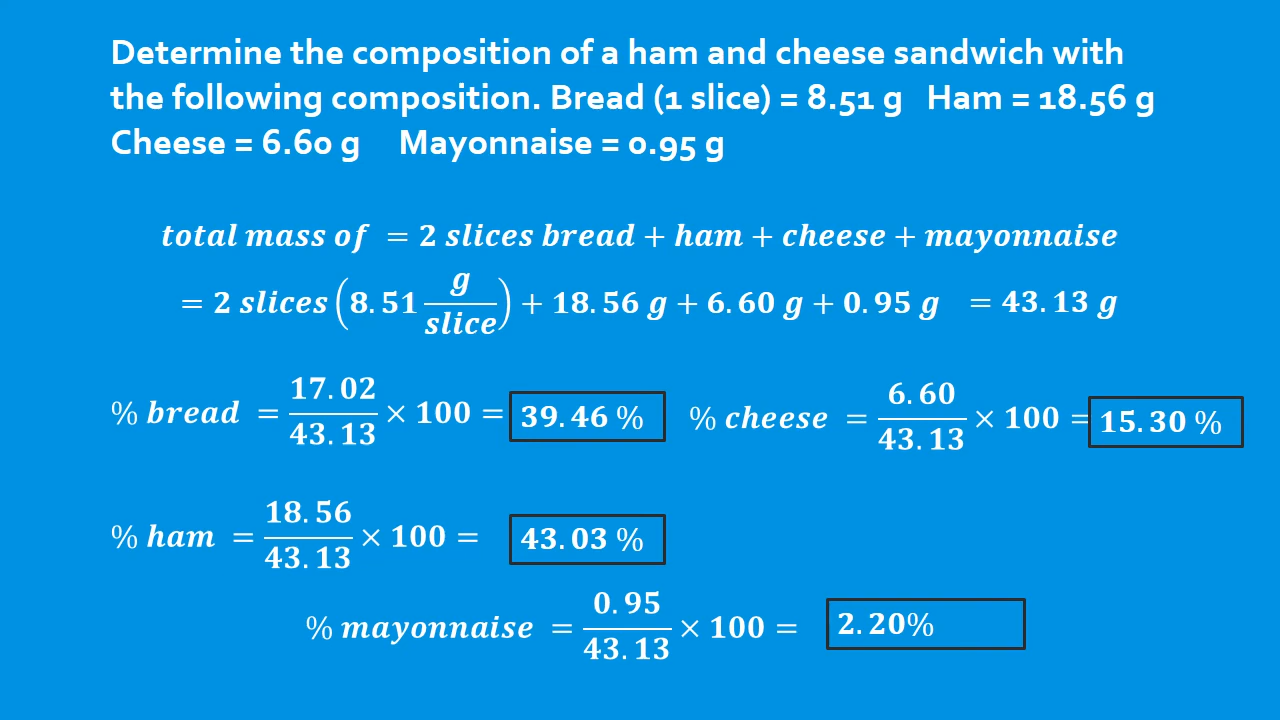 Determine the composition of a ham and cheese sandwich with
the following composition. Bread (1 slice) = 8.51 g Ham = 18.56 g
Cheese = 6.60 g Mayonnaise = 0.95 g
total mass of = 2 slices bread + ham + cheese + mayonnaise
= 2 slices (8.51 g/slice) + 18.56 g + 6.60 g + 0.95 g = 43.13 g
% bread = 17.02/43.13 × 100 = 39.46 % % cheese = 6.60/43.13 × 100 = 15.30 %
% ham = 18.56/43.13 × 100 = 43.03 %
% mayonnaise = 0.95/43.13 × 100 = 2.20%